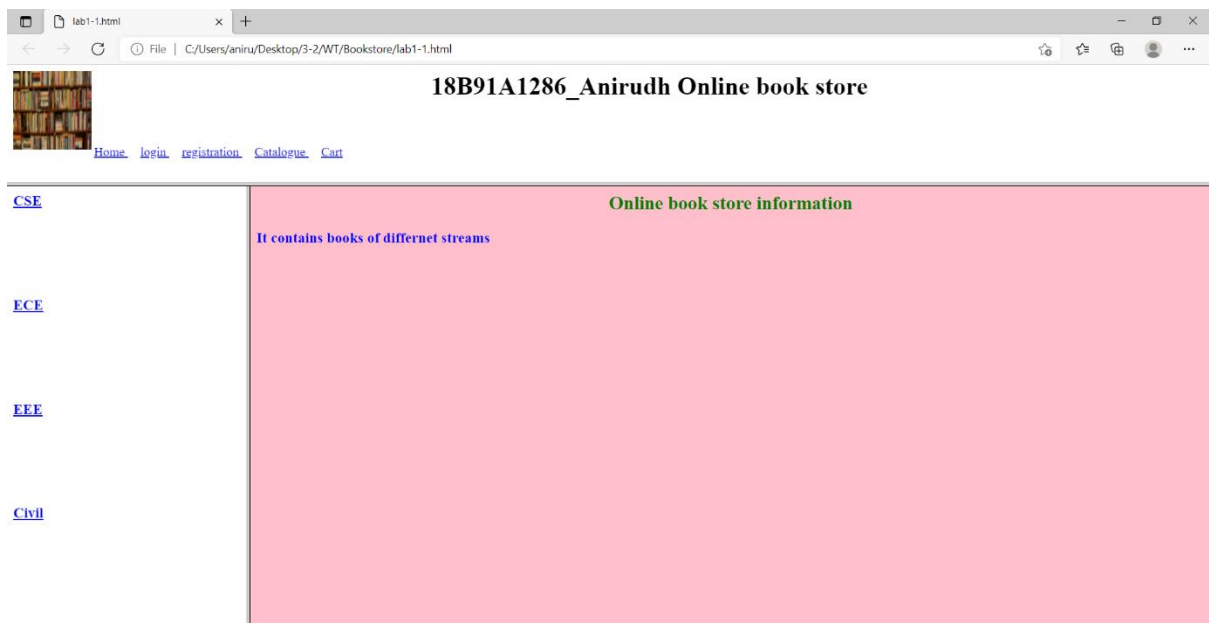 lab1-1.html
File | C:/Users/aniru/Desktop/3-2/WT/Bookstore/lab1-1.html
18B91A1286_Anirudh Online book store
Home login registration Catalogue Cart
CSE
Online book store information
It contains books of differnet streams
ECE
EEE
Civil